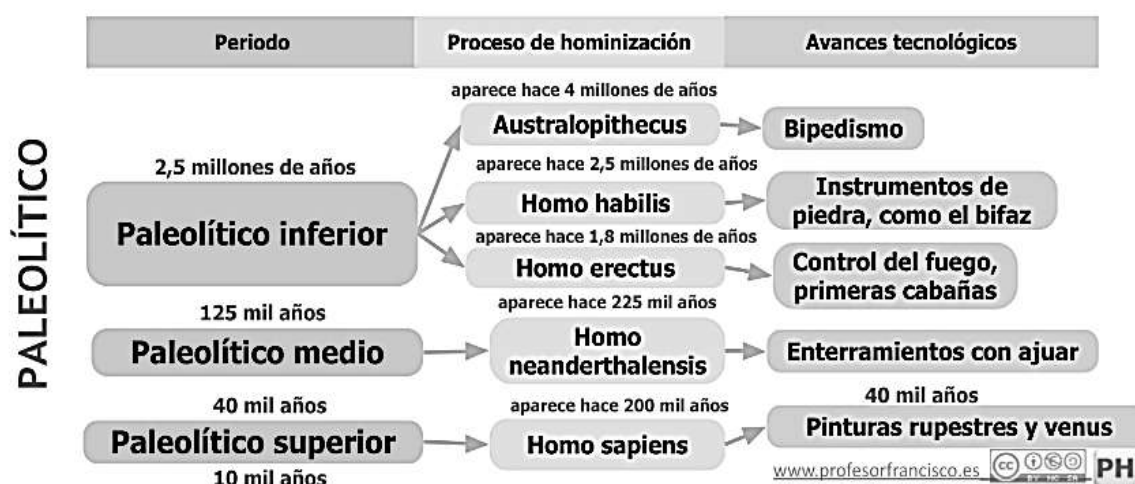 Periodo
Proceso de hominización
Avances tecnológicos
PALEOLÍTICO
aparece hace 4 millones de años
Australopithecus
Bipedismo
2,5 millones de años
Paleolítico inferior
aparece hace 2,5 millones de años
Homo habilis
Instrumentos de
piedra, como el bifaz
aparece hace 1,8 millones de años
Homo erectus
Control del fuego,
primeras cabañas
125 mil años
Paleolítico medio
aparece hace 225 mil años
Homo
neanderthalensis
Enterramientos con ajuar
40 mil años
Paleolítico superior
10 mil años
aparece hace 200 mil años
Homo sapiens
40 mil años
Pinturas rupestres y venus
www.profesorfrancisco.es
cc
BY NC SA
PH